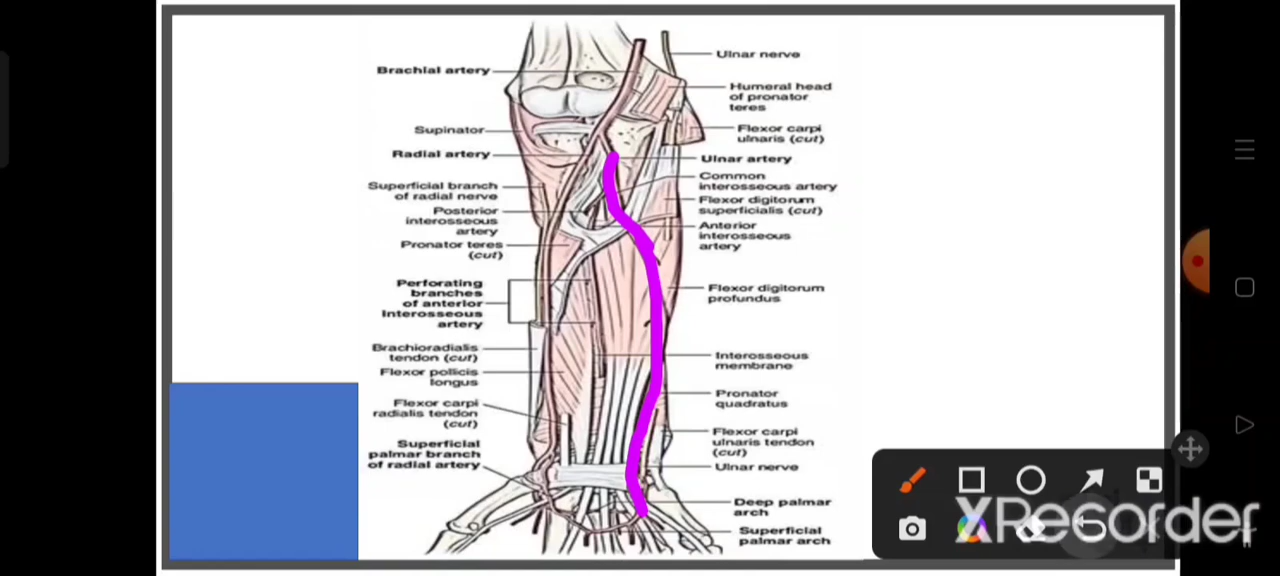 Brachial artery
Supinator
Radial artery
Superficial branch
of radial nerve
Posterior
interosseous
artery
Pronator teres
(cut)
Perforating
branches
of anterior
Interosseous
artery
Brachioradialis
tendon (cut)
Flexor pollicis
longus
Flexor carpi
radialis tendon
(cut)
Superficial
palmar branch
of radial artery
Ulnar nerve
Humeral head
of pronator
teres
Flexor carpi
ulnaris (cut)
Ulnar artery
Common
interosseous artery
Flexor digitorum
superficialis (cut)
Anterior
interosseous
artery
Flexor digitorum
profundus
Interosseous
membrane
Pronator
quadratus
Flexor carpi
ulnaris tendon
(cut)
Ulnar nerve
Deep palmar
arch
Superficial
palmar arch
XRecorder